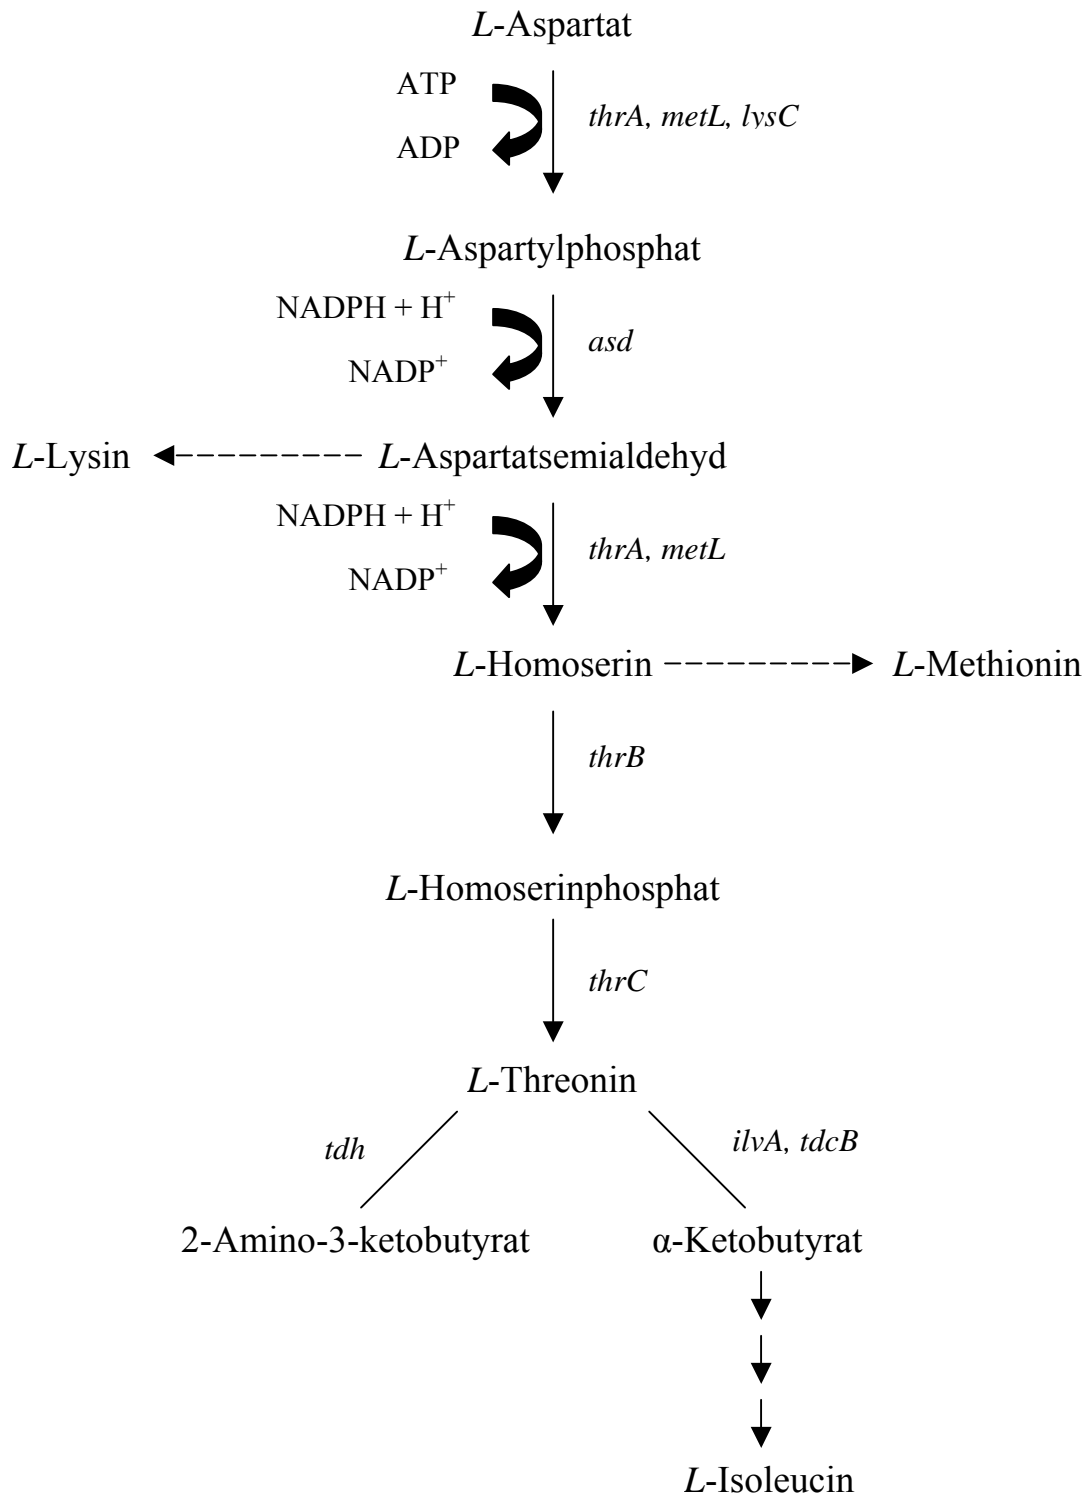 L-Aspartat
ATP
thrA, metL, lysC
ADP
L-Aspartylphosphat
NADPH + H⁺
asd
NADP⁺
L-Lysin
L-Aspartatsemialdehyd
NADPH + H⁺
thrA, metL
NADP⁺
L-Homoserin
L-Methionin
thrB
L-Homoserinphosphat
thrC
L-Threonin
tdh
ilvA, tdcB
2-Amino-3-ketobutyrat
α-Ketobutyrat
L-Isoleucin